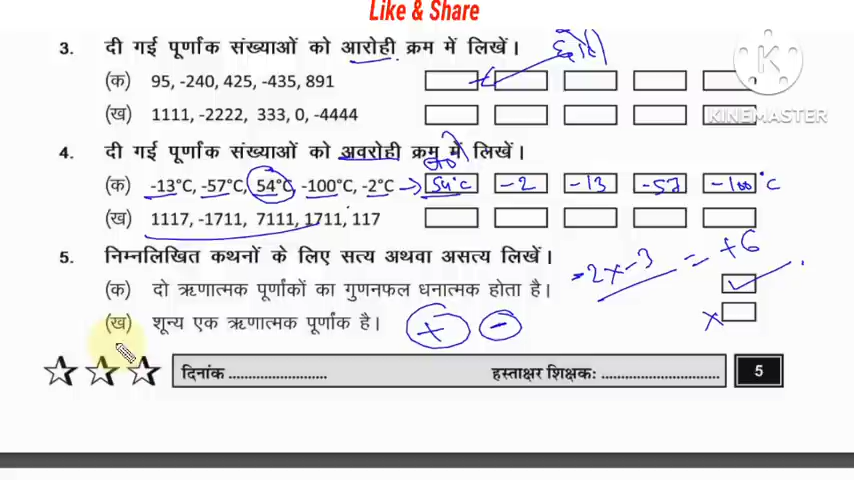 Like & Share
3. दी गई पूर्णांक संख्याओं को आरोही क्रम में लिखें।
(क) 95, -240, 425, -435, 891
(ख) 1111, -2222, 333, 0, -4444
KINEMASTER
4. दी गई पूर्णांक संख्याओं को अवरोही क्रम में लिखें।
(क) -13°C, -57°C, 54°C, -100°C, -2°C → 54°C -2 -13 -57 -100°C
(ख) 1117, -1711, 7111, 1711, 117
5. निम्नलिखित कथनों के लिए सत्य अथवा असत्य लिखें।
-2x-3 = +6
(क) दो ऋणात्मक पूर्णांकों का गुणनफल धनात्मक होता है।
(ख) शून्य एक ऋणात्मक पूर्णांक है। + -
दिनांक ........................... हस्ताक्षर शिक्षक: ................................ 5